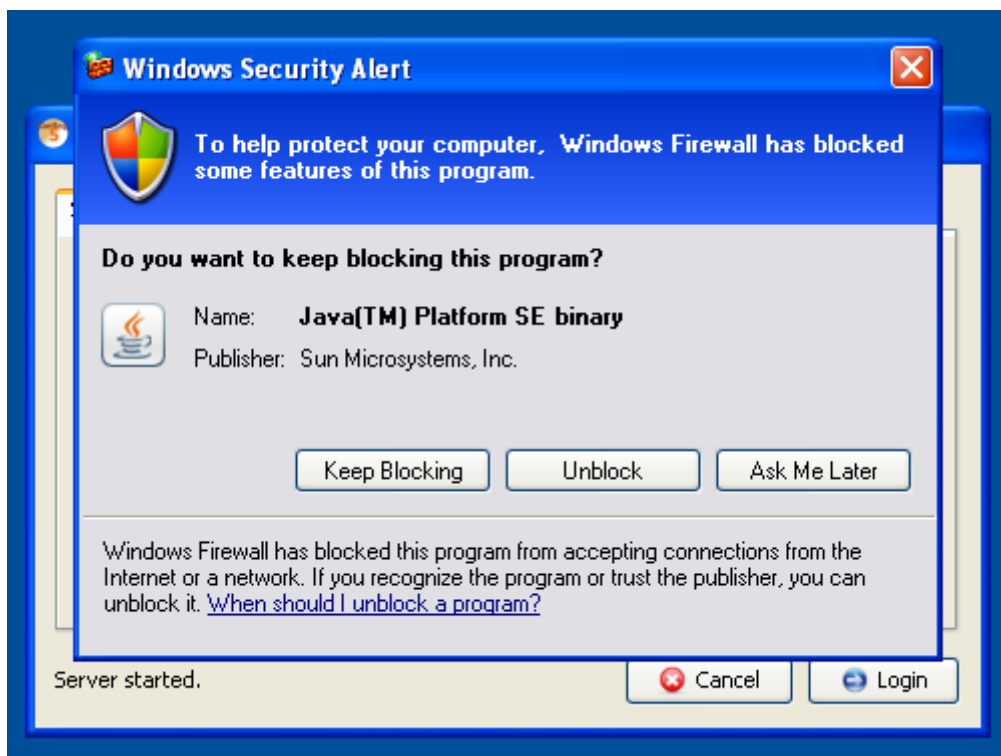 Windows Security Alert
To help protect your computer, Windows Firewall has blocked
some features of this program.
Do you want to keep blocking this program?
Name: Java(TM) Platform SE binary
Publisher: Sun Microsystems, Inc.
Keep Blocking Unblock Ask Me Later
Windows Firewall has blocked this program from accepting connections from the
Internet or a network. If you recognize the program or trust the publisher, you can
unblock it. When should I unblock a program?
Server started. Cancel Login